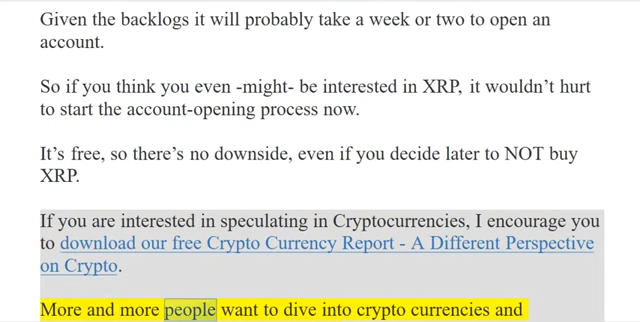 Given the backlogs it will probably take a week or two to open an
account.
So if you think you even -might- be interested in XRP, it wouldn’t hurt
to start the account-opening process now.
It’s free, so there’s no downside, even if you decide later to NOT buy
XRP.
If you are interested in speculating in Cryptocurrencies, I encourage you
to download our free Crypto Currency Report - A Different Perspective
on Crypto.
More and more people want to dive into crypto currencies and